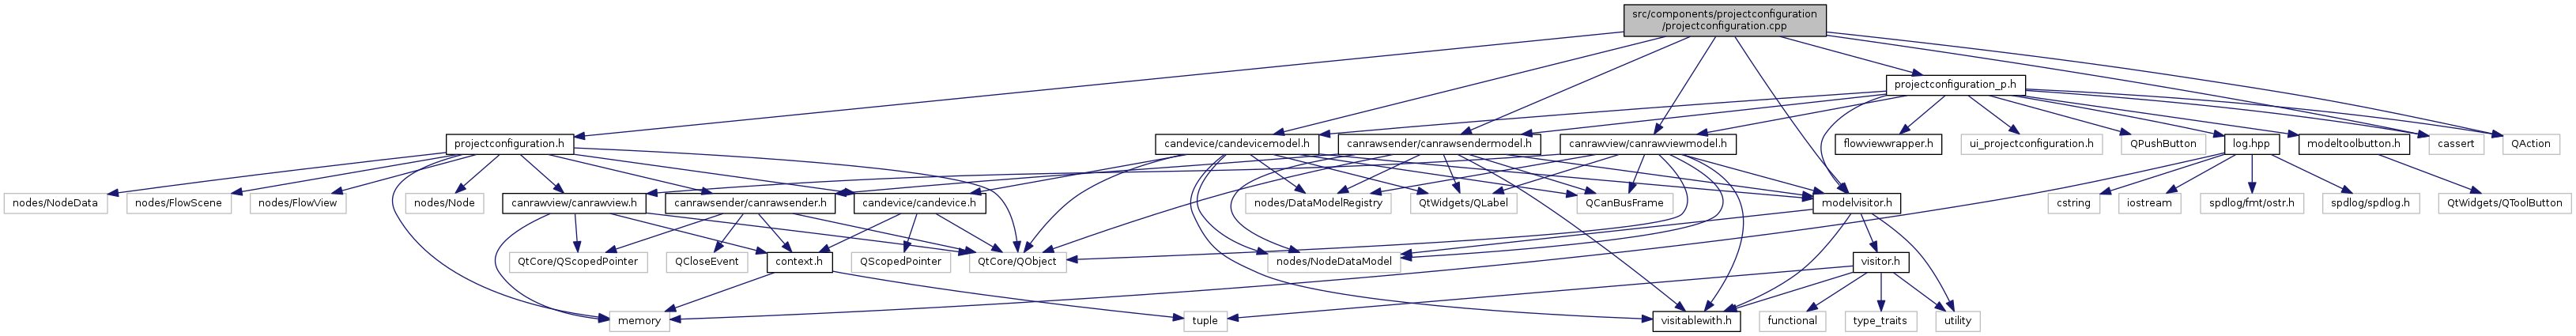 src/components/projectconfiguration
/projectconfiguration.cpp
projectconfiguration_p.h
projectconfiguration.h
candevice/candevicemodel.h
canrawsender/canrawsendermodel.h
canrawview/canrawviewmodel.h
flowviewwrapper.h
ui_projectconfiguration.h
QPushButton
log.hpp
modeltoolbutton.h
cassert
QAction
nodes/NodeData
nodes/FlowScene
nodes/FlowView
nodes/Node
canrawview/canrawview.h
canrawsender/canrawsender.h
candevice/candevice.h
nodes/DataModelRegistry
QtWidgets/QLabel
QCanBusFrame
modelvisitor.h
cstring
iostream
spdlog/fmt/ostr.h
spdlog/spdlog.h
QtWidgets/QToolButton
QtCore/QScopedPointer
QCloseEvent
context.h
QScopedPointer
QtCore/QObject
nodes/NodeDataModel
visitor.h
memory
tuple
visitablewith.h
functional
type_traits
utility